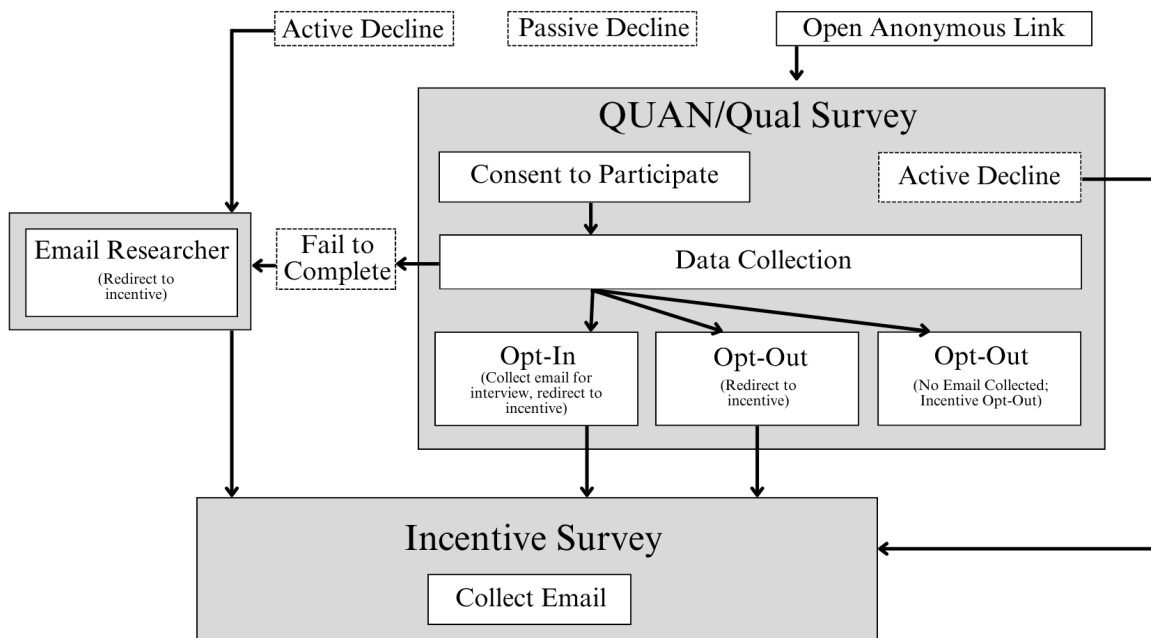 Active Decline
Passive Decline
Open Anonymous Link
QUAN/Qual Survey
Consent to Participate
Active Decline
Email Researcher
(Redirect to
incentive)
Fail to
Complete
Data Collection
Opt-In
(Collect email for
interview, redirect to
incentive)
Opt-Out
(Redirect to
incentive)
Opt-Out
(No Email Collected;
Incentive Opt-Out)
Incentive Survey
Collect Email